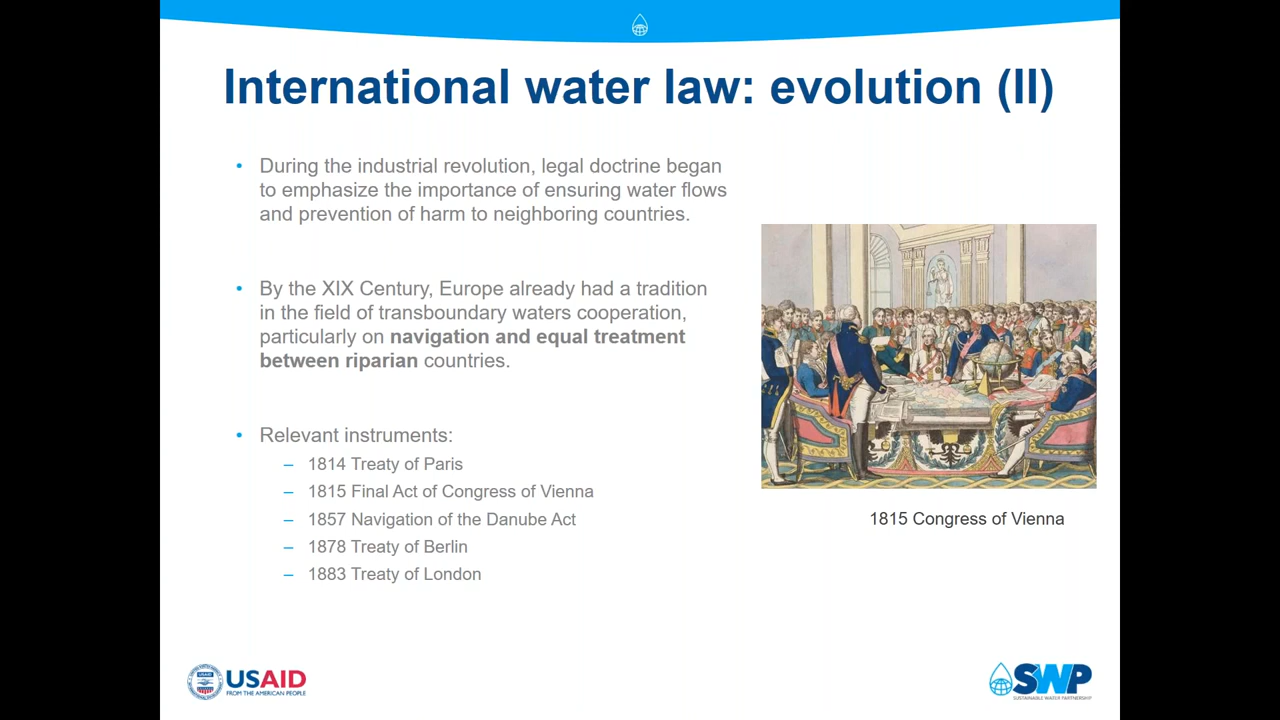 International water law: evolution (II)
• During the industrial revolution, legal doctrine began
to emphasize the importance of ensuring water flows
and prevention of harm to neighboring countries.
• By the XIX Century, Europe already had a tradition
in the field of transboundary waters cooperation,
particularly on navigation and equal treatment
between riparian countries.
• Relevant instruments:
– 1814 Treaty of Paris
– 1815 Final Act of Congress of Vienna
– 1857 Navigation of the Danube Act
– 1878 Treaty of Berlin
– 1883 Treaty of London
1815 Congress of Vienna
USAID
FROM THE AMERICAN PEOPLE
SWP
SUSTAINABLE WATER PARTNERSHIP